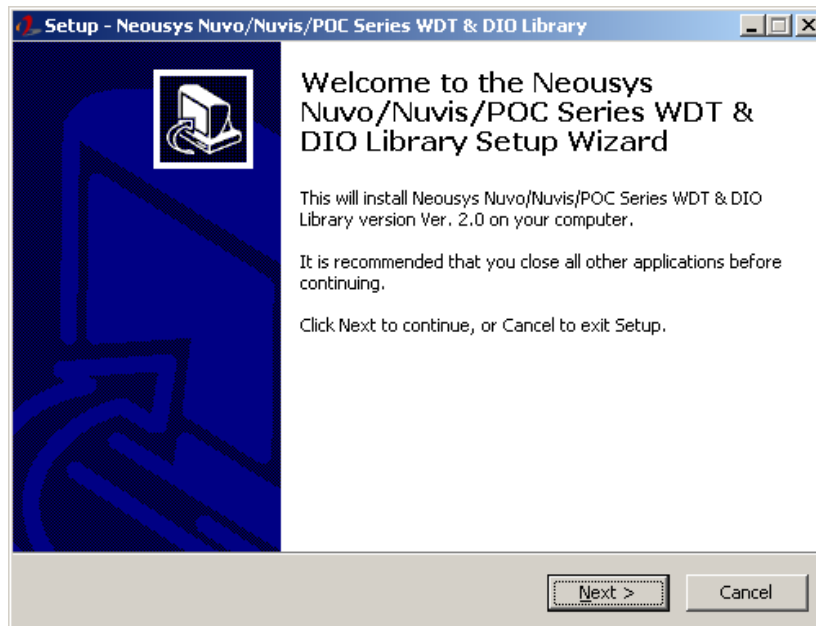 Setup - Neousys Nuvo/Nuvis/POC Series WDT & DIO Library
Welcome to the Neousys
Nuvo/Nuvis/POC Series WDT &
DIO Library Setup Wizard
This will install Neousys Nuvo/Nuvis/POC Series WDT & DIO
Library version Ver. 2.0 on your computer.
It is recommended that you close all other applications before
continuing.
Click Next to continue, or Cancel to exit Setup.
Next >
Cancel